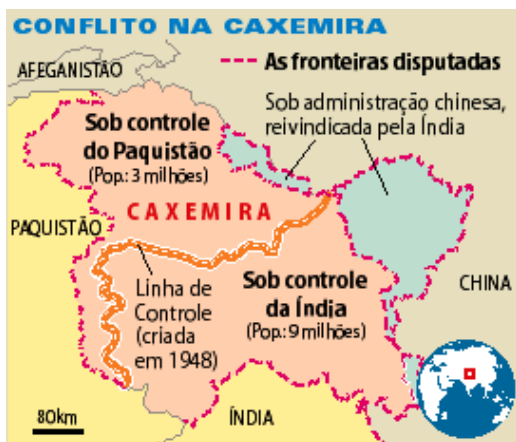 CONFLITO NA CAXEMIRA
As fronteiras disputadas
AFEGANISTÃO
Sob administração chinesa,
reivindicada pela Índia
Sob controle
do Paquistão
(Pop.: 3 milhões)
CAXEMIRA
PAQUISTÃO
Linha de
Controle
(criada
em 1948)
Sob controle
da Índia
(Pop.: 9 milhões)
CHINA
80km
ÍNDIA